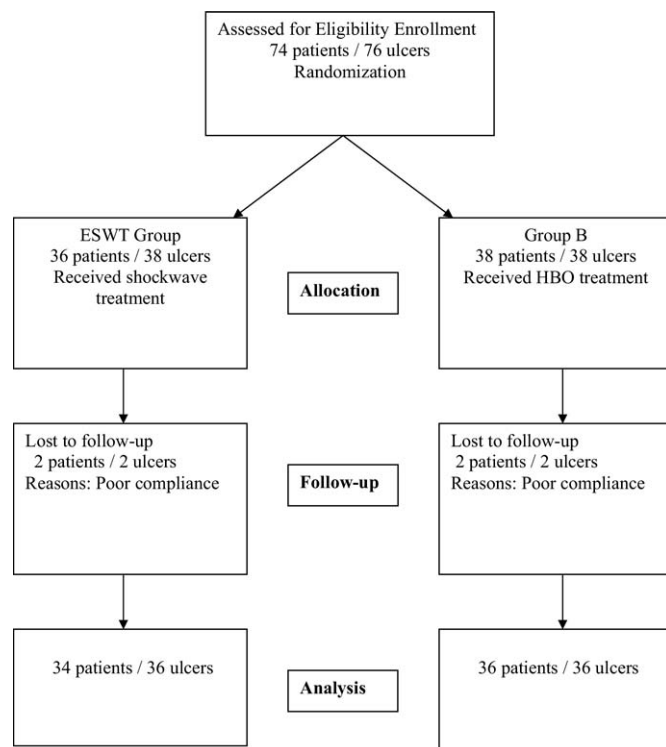 Assessed for Eligibility Enrollment
74 patients / 76 ulcers
Randomization
ESWT Group
36 patients / 38 ulcers
Received shockwave
treatment
Allocation
Group B
38 patients / 38 ulcers
Received HBO treatment
Lost to follow-up
2 patients / 2 ulcers
Reasons: Poor compliance
Follow-up
Lost to follow-up
2 patients / 2 ulcers
Reasons: Poor compliance
34 patients / 36 ulcers
Analysis
36 patients / 36 ulcers